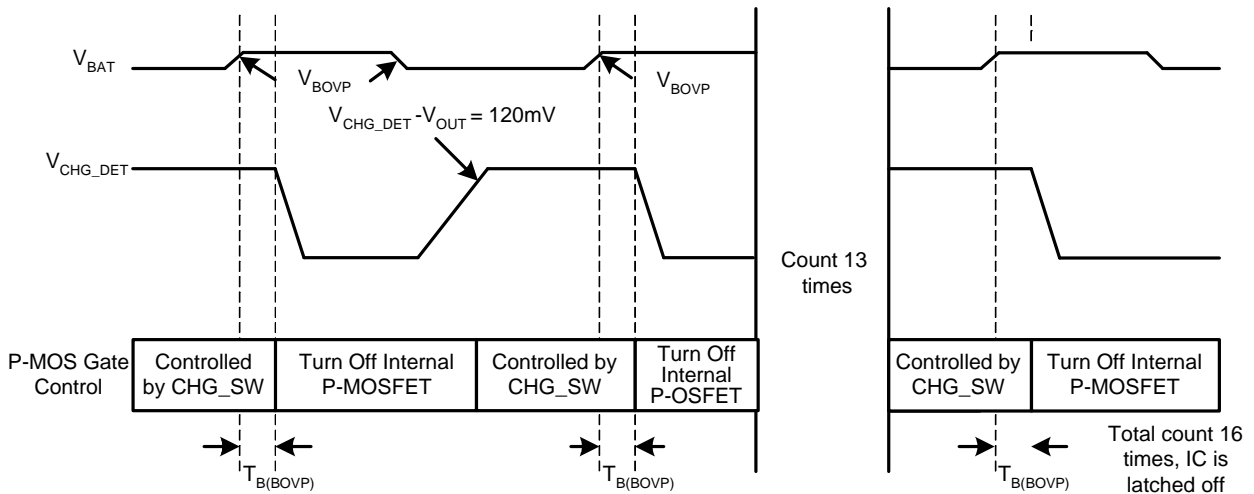 V_BAT
V_BOVP
V_BOVP
V_CHG_DET - V_OUT = 120mV
V_CHG_DET
Count 13
times
P-MOS Gate
Control
Controlled
by CHG_SW
Turn Off Internal
P-MOSFET
Controlled by
CHG_SW
Turn Off
Internal
P-OSFET
Controlled by
CHG_SW
Turn Off Internal
P-MOSFET
T_B(BOVP)
T_B(BOVP)
T_B(BOVP)
Total count 16
times, IC is
latched off